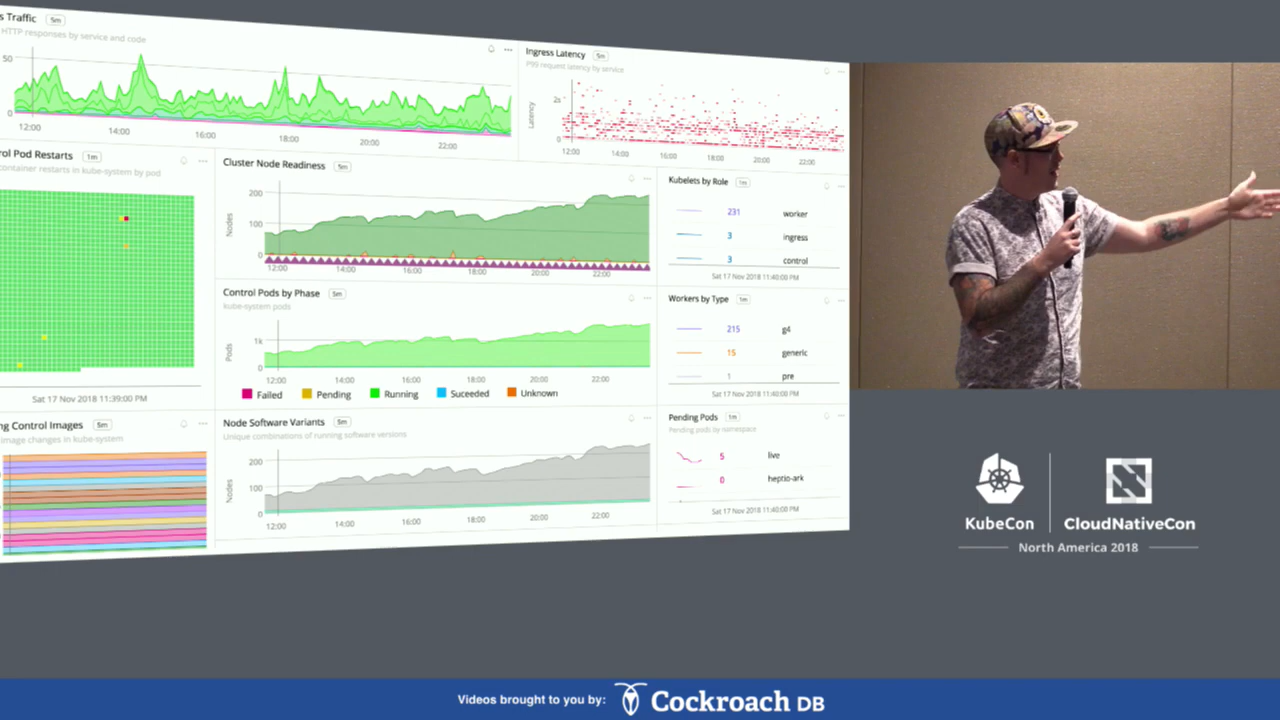 s Traffic 5m
HTTP responses by service and code
50
0
12:00 14:00 16:00 18:00 20:00 22:00
Ingress Latency 5m
P99 request latency by service
Latency
2s
0
12:00 14:00 16:00 18:00 20:00 22:00
rol Pod Restarts 1m
container restarts in kube-system by pod
Sat 17 Nov 2018 11:39:00 PM
Cluster Node Readiness 5m
Nodes
200
100
0
12:00 14:00 16:00 18:00 20:00 22:00
Kubelets by Role 1m
231 worker
3 ingress
3 control
Sat 17 Nov 2018 11:40:00 PM
Control Pods by Phase 5m
kube-system pods
Pods
1k
0
12:00 14:00 16:00 18:00 20:00 22:00
Failed Pending Running Suceeded Unknown
Workers by Type 1m
215 g4
15 generic
1 pre
Sat 17 Nov 2018 11:40:00 PM
ng Control Images 5m
image changes in kube-system
Node Software Variants 5m
Unique combinations of running software versions
Nodes
200
100
0
12:00 14:00 16:00 18:00 20:00 22:00
Pending Pods 1m
Pending pods by namespace
5 live
0 heptio-ark
Sat 17 Nov 2018 11:40:00 PM
KubeCon CloudNativeCon
North America 2018
Videos brought to you by: Cockroach DB